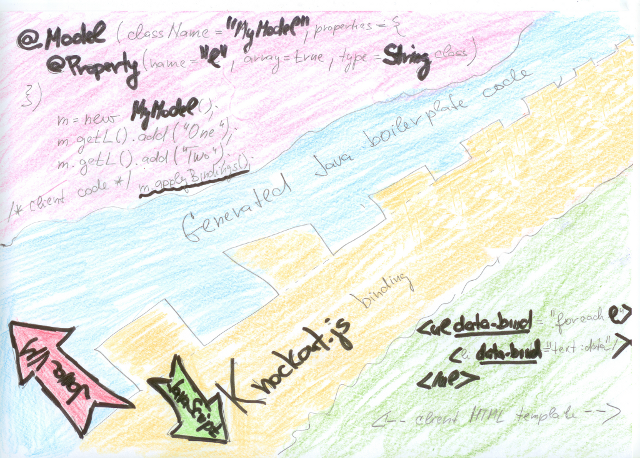 @Model (className = "MyModel", properties = {
@Property(name = "l", array=true, type = String class)
})
m = new MyModel();
m.getL().add("One");
m.getL().add("Two");
/* client code */ m.applyBindings();
Generated Java boilerplate code
Knockout.js binding
Java VM
JavaScript
<ul data-bind = "foreach: l">
<li data-bind = "text: $data">
</ul>
<!-- client HTML template -->